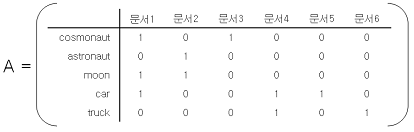 문서1 문서2 문서3 문서4 문서5 문서6
cosmonaut 1 0 1 0 0 0
astronaut 0 1 0 0 0 0
A = moon 1 1 0 0 0 0
car 1 0 0 1 1 0
truck 0 0 0 1 0 1